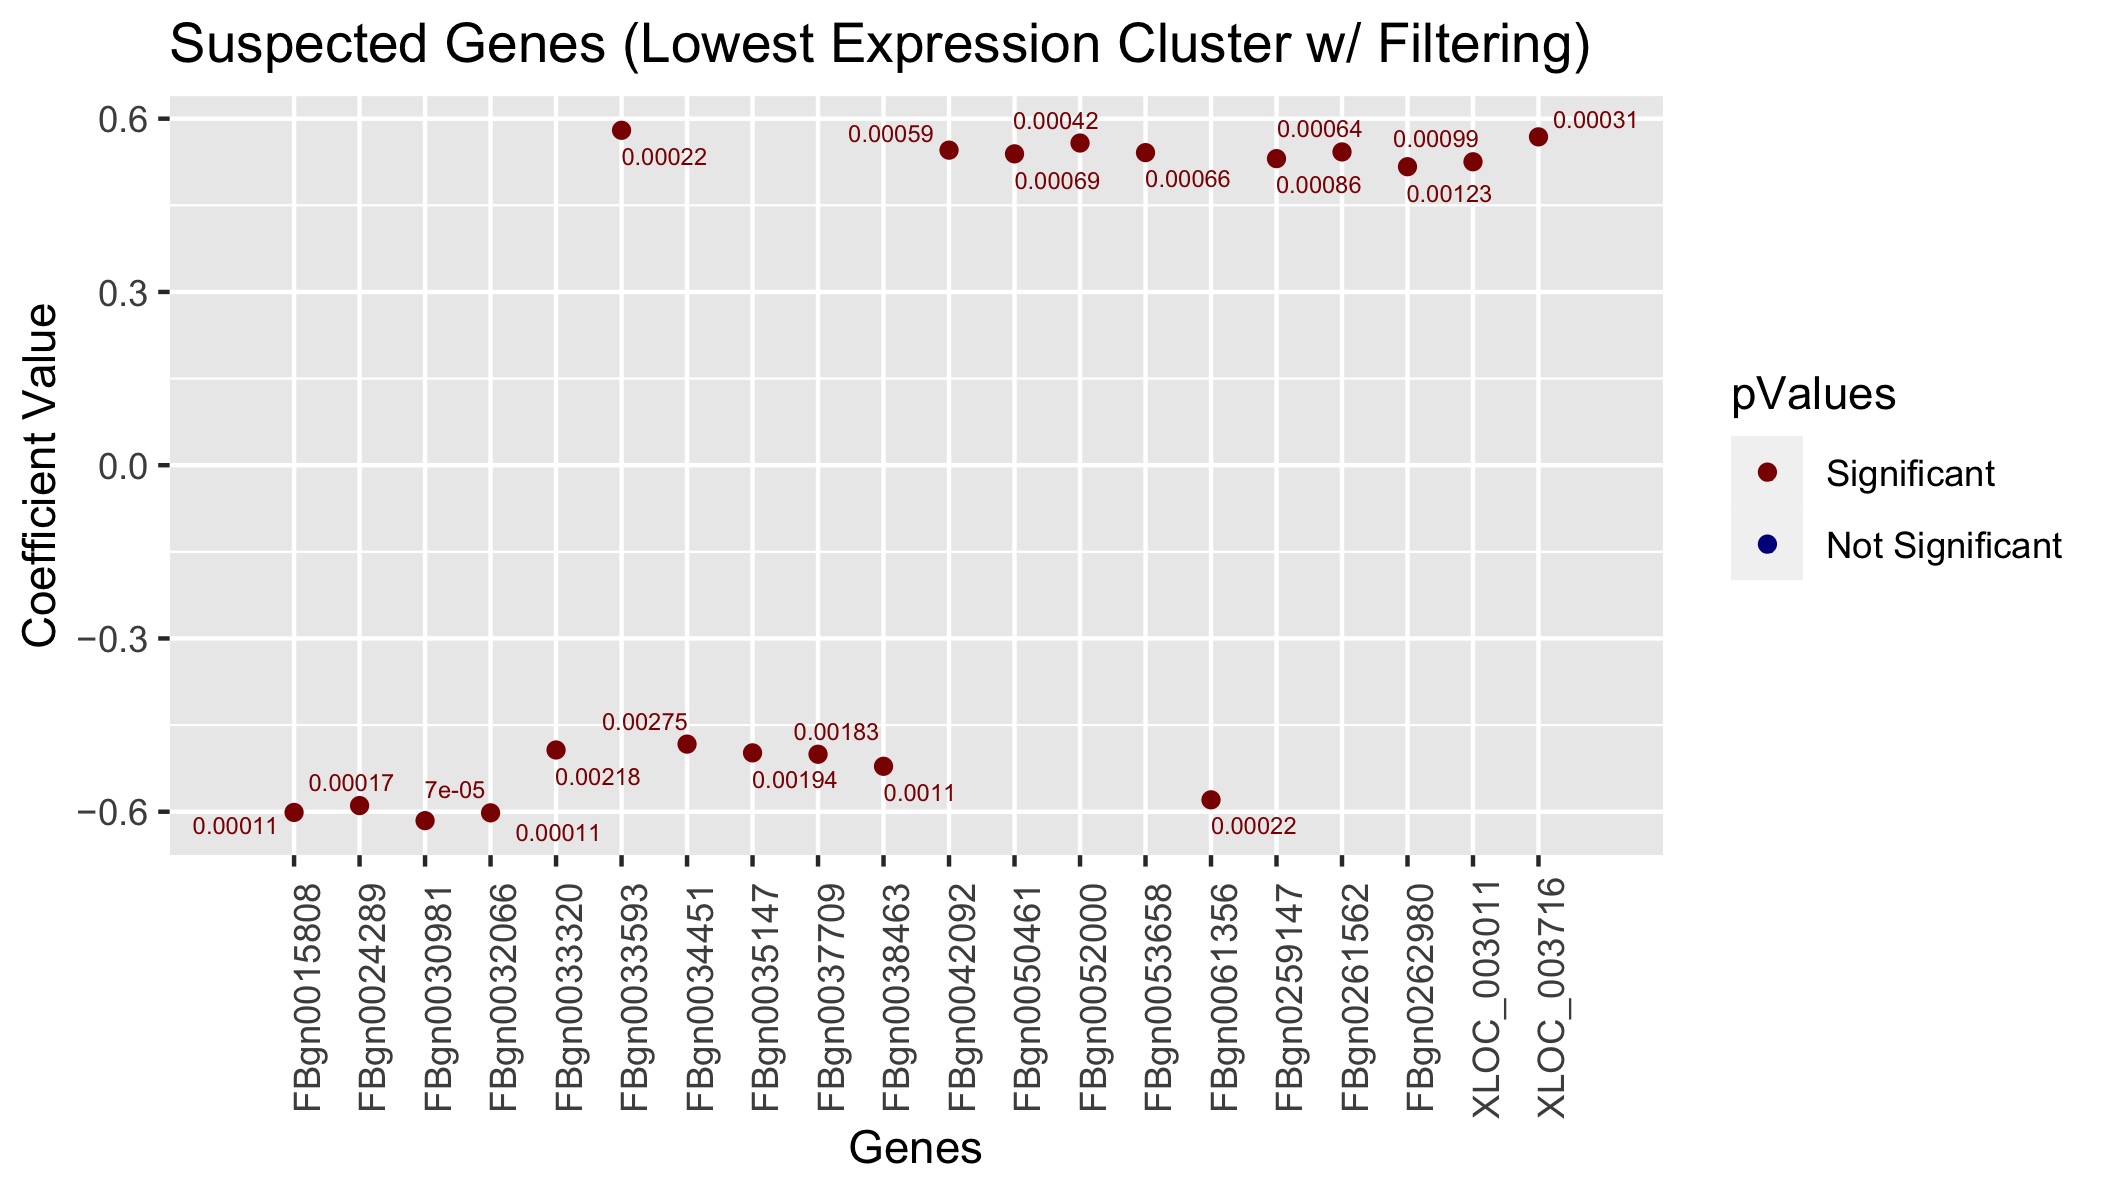 Suspected Genes (Lowest Expression Cluster w/ Filtering)
Coefficient Value
0.6
0.3
0.0
−0.3
−0.6
0.00022
0.00059
0.00042
0.00069
0.00066
0.00064
0.00086
0.00099
0.00123
0.00031
0.00011
0.00017
7e-05
0.00011
0.00218
0.00275
0.00194
0.00183
0.0011
0.00022
FBgn0015808
FBgn0024289
FBgn0030981
FBgn0032066
FBgn0033320
FBgn0033593
FBgn0034451
FBgn0035147
FBgn0037709
FBgn0038463
FBgn0042092
FBgn0050461
FBgn0052000
FBgn0053658
FBgn0061356
FBgn0259147
FBgn0261562
FBgn0262980
XLOC_003011
XLOC_003716
Genes
pValues
Significant
Not Significant